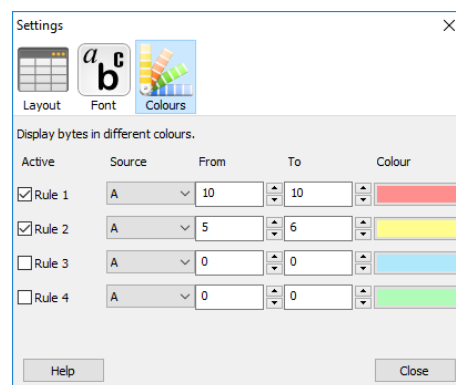 Settings
a b c
Layout Font Colours
Display bytes in different colours.
Active Source From To Colour
Rule 1 A 10 10
Rule 2 A 5 6
Rule 3 A 0 0
Rule 4 A 0 0
Help Close